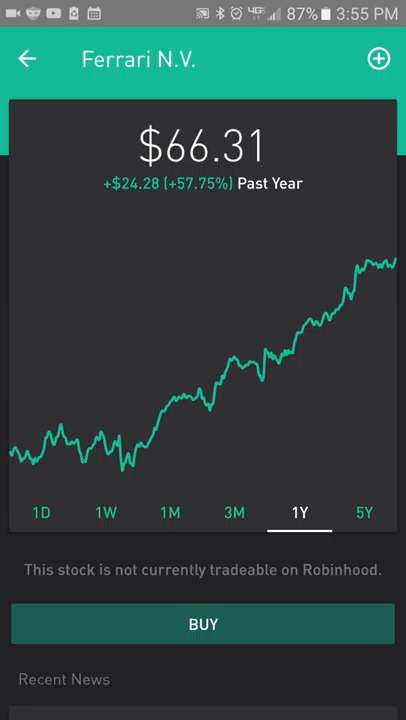 4G 87% 3:55 PM
Ferrari N.V.
$66.31
+$24.28 (+57.75%) Past Year
1D 1W 1M 3M 1Y 5Y
This stock is not currently tradeable on Robinhood.
BUY
Recent News